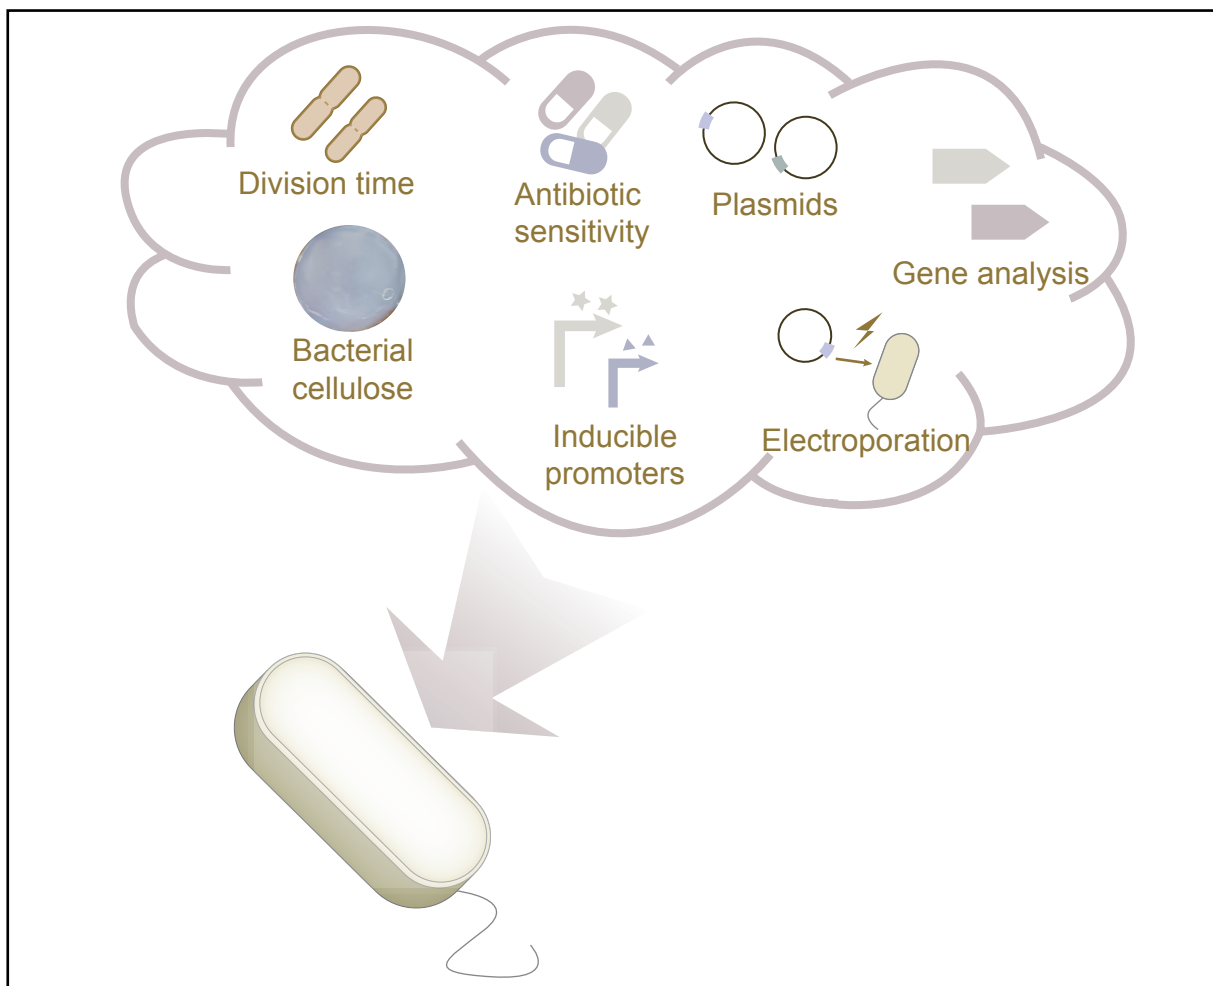 Division time
Antibiotic
sensitivity
Plasmids
Gene analysis
Bacterial
cellulose
Inducible
promoters
Electroporation